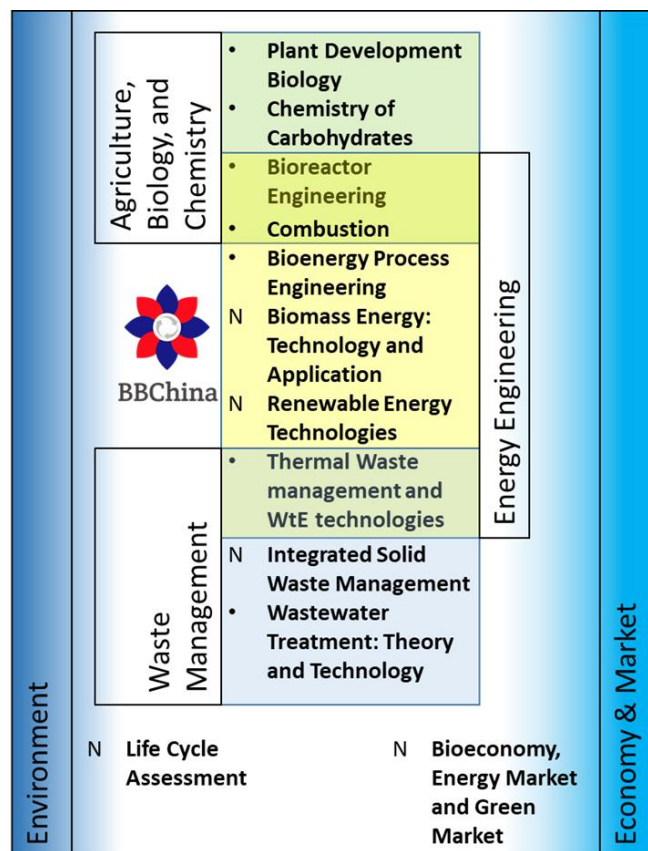 Agriculture,
Biology, and
Chemistry
• Plant Development
Biology
• Chemistry of
Carbohydrates
• Bioreactor
Engineering
• Combustion
• Bioenergy Process
Engineering
N Biomass Energy:
Technology and
Application
N Renewable Energy
Technologies
BBChina
Energy Engineering
Waste
Management
• Thermal Waste
management and
WtE technologies
N Integrated Solid
Waste Management
• Wastewater
Treatment: Theory
and Technology
Environment
N Life Cycle
Assessment
N Bioeconomy,
Energy Market
and Green
Market
Economy & Market